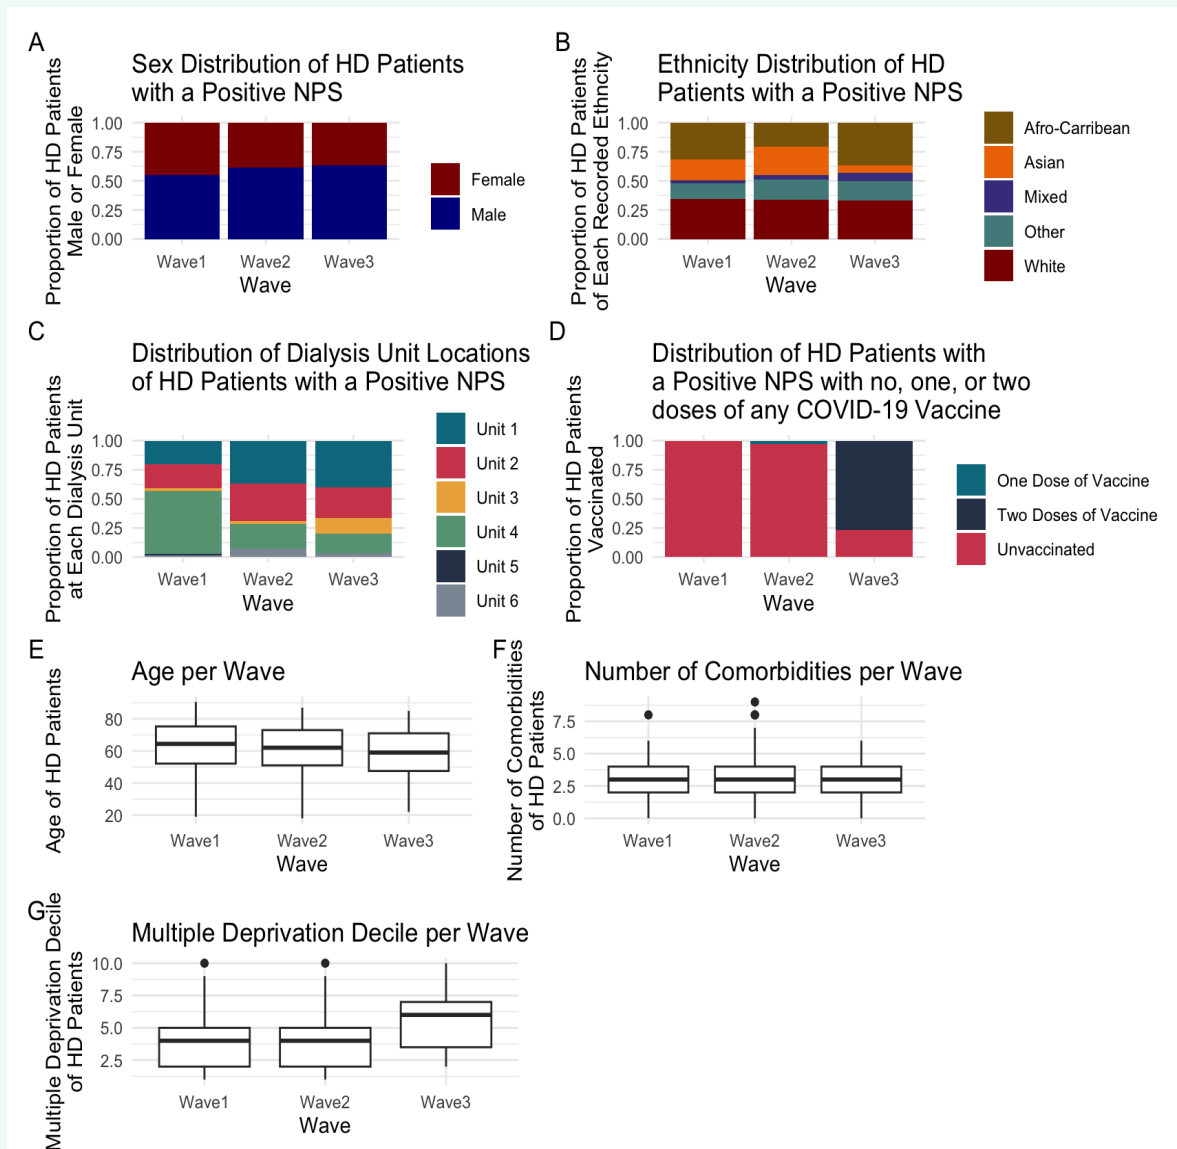 A
Sex Distribution of HD Patients
with a Positive NPS
Proportion of HD Patients
Male or Female
1.00
0.75
0.50
0.25
0.00
Wave1 Wave2 Wave3
Wave
Female
Male
B
Ethnicity Distribution of HD
Patients with a Positive NPS
Proportion of HD Patients
of Each Recorded Ethncity
1.00
0.75
0.50
0.25
0.00
Wave1 Wave2 Wave3
Wave
Afro-Carribean
Asian
Mixed
Other
White
C
Distribution of Dialysis Unit Locations
of HD Patients with a Positive NPS
Proportion of HD Patients
at Each Dialysis Unit
1.00
0.75
0.50
0.25
0.00
Wave1 Wave2 Wave3
Wave
Unit 1
Unit 2
Unit 3
Unit 4
Unit 5
Unit 6
D
Distribution of HD Patients with
a Positive NPS with no, one, or two
doses of any COVID-19 Vaccine
Proportion of HD Patients
Vaccinated
1.00
0.75
0.50
0.25
0.00
Wave1 Wave2 Wave3
Wave
One Dose of Vaccine
Two Doses of Vaccine
Unvaccinated
E
Age per Wave
Age of HD Patients
80
60
40
20
Wave1 Wave2 Wave3
Wave
F
Number of Comorbidities per Wave
Number of Comorbidities
of HD Patients
7.5
5.0
2.5
0.0
Wave1 Wave2 Wave3
Wave
G
Multiple Deprivation Decile per Wave
Multiple Deprivation Decile
of HD Patients
10.0
7.5
5.0
2.5
Wave1 Wave2 Wave3
Wave